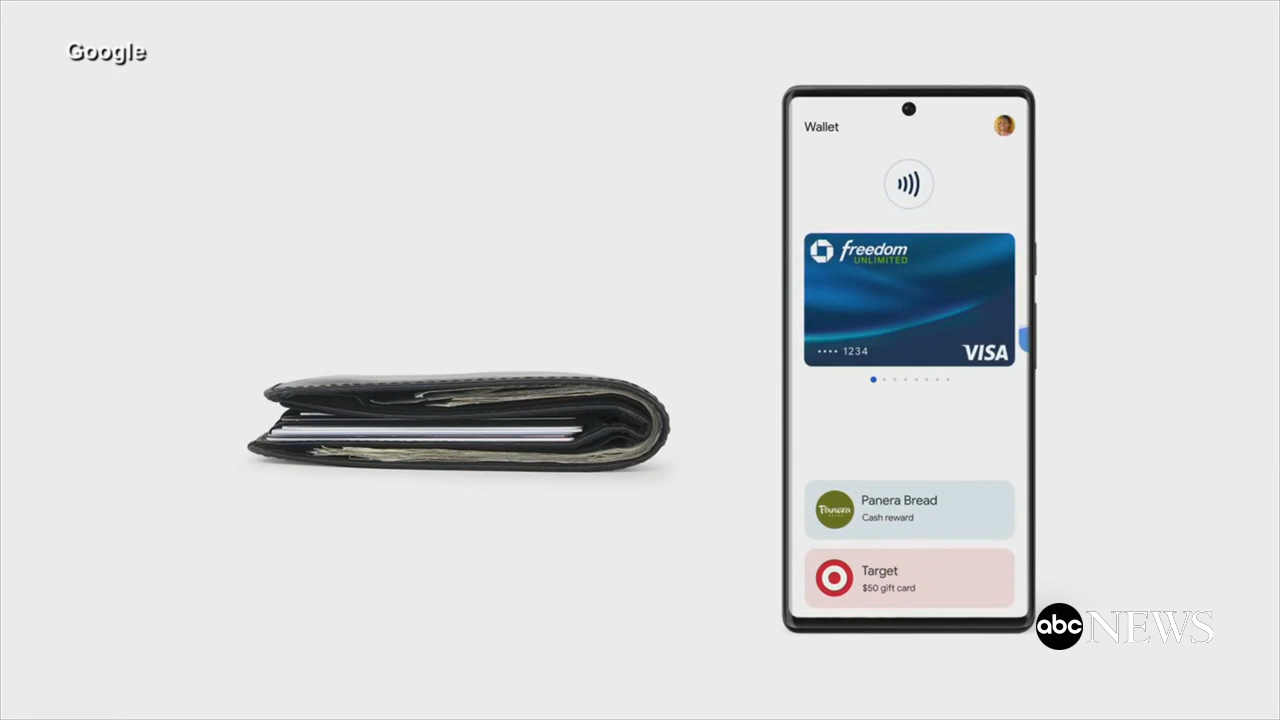 Google
Wallet
freedom
UNLIMITED
•••• 1234
VISA
Panera Bread
Cash reward
Panera
Target
$50 gift card
abc NEWS